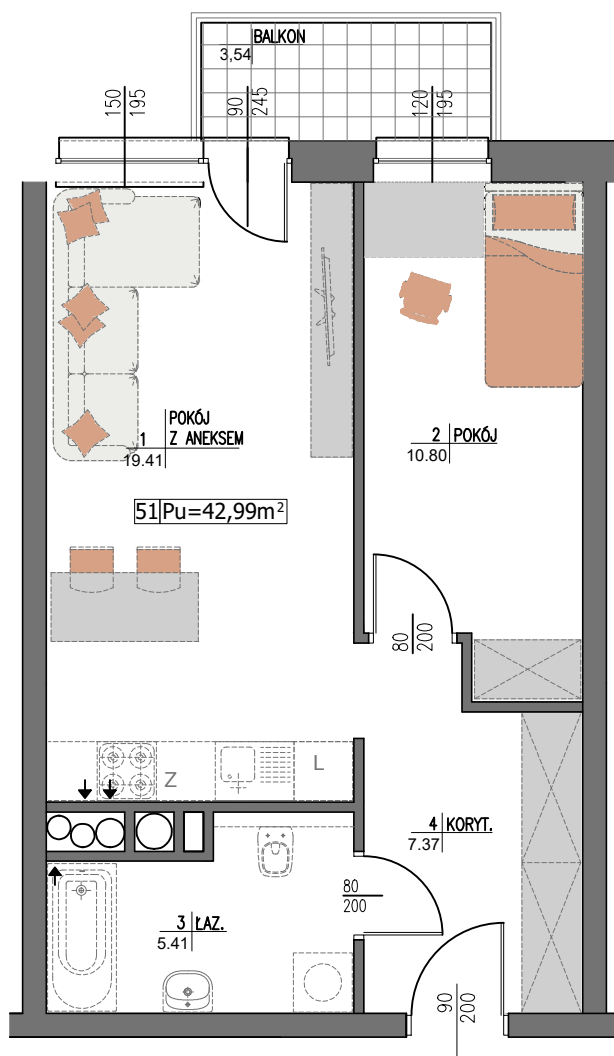 BALKON
3,54
150
195
90
245
120
195
POKÓJ
1 Z ANEKSEM
19.41
2 POKÓJ
10.80
51 Pu=42,99m²
80
200
Z
L
4 KORYT.
7.37
80
200
3 ŁAZ.
5.41
90
200